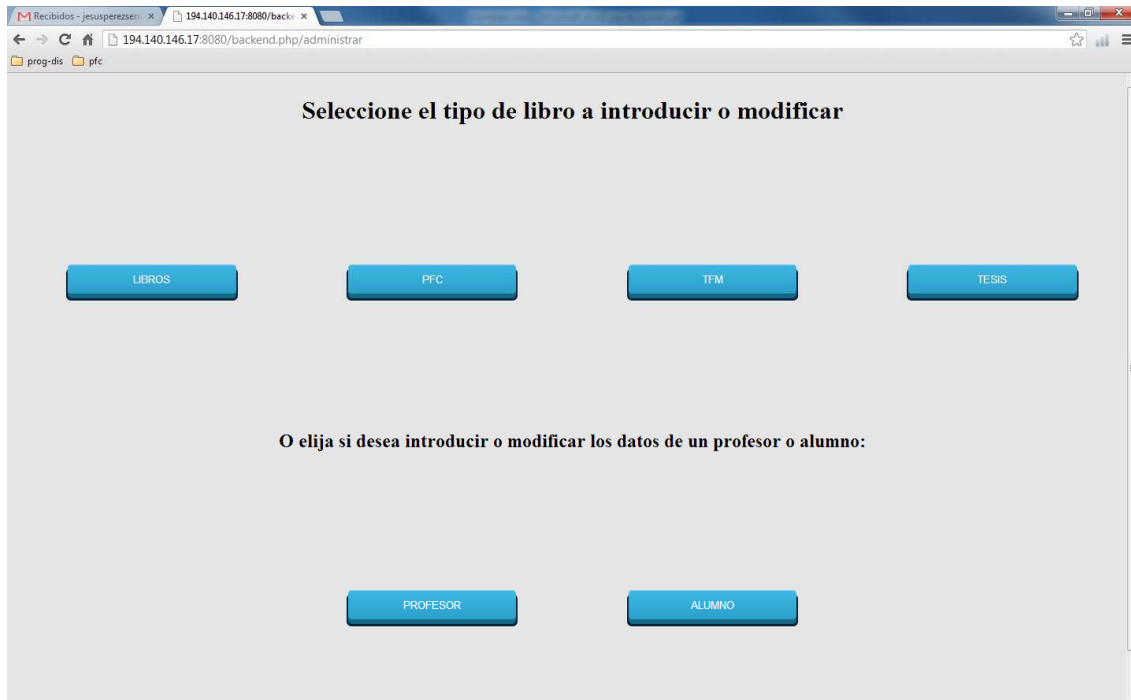 Recibidos - jesusperezsen
194.140.146.17:8080/backe
194.140.146.17:8080/backend.php/administrar
prog-dis
pfc
Seleccione el tipo de libro a introducir o modificar
LIBROS
PFC
TFM
TESIS
O elija si desea introducir o modificar los datos de un profesor o alumno:
PROFESOR
ALUMNO